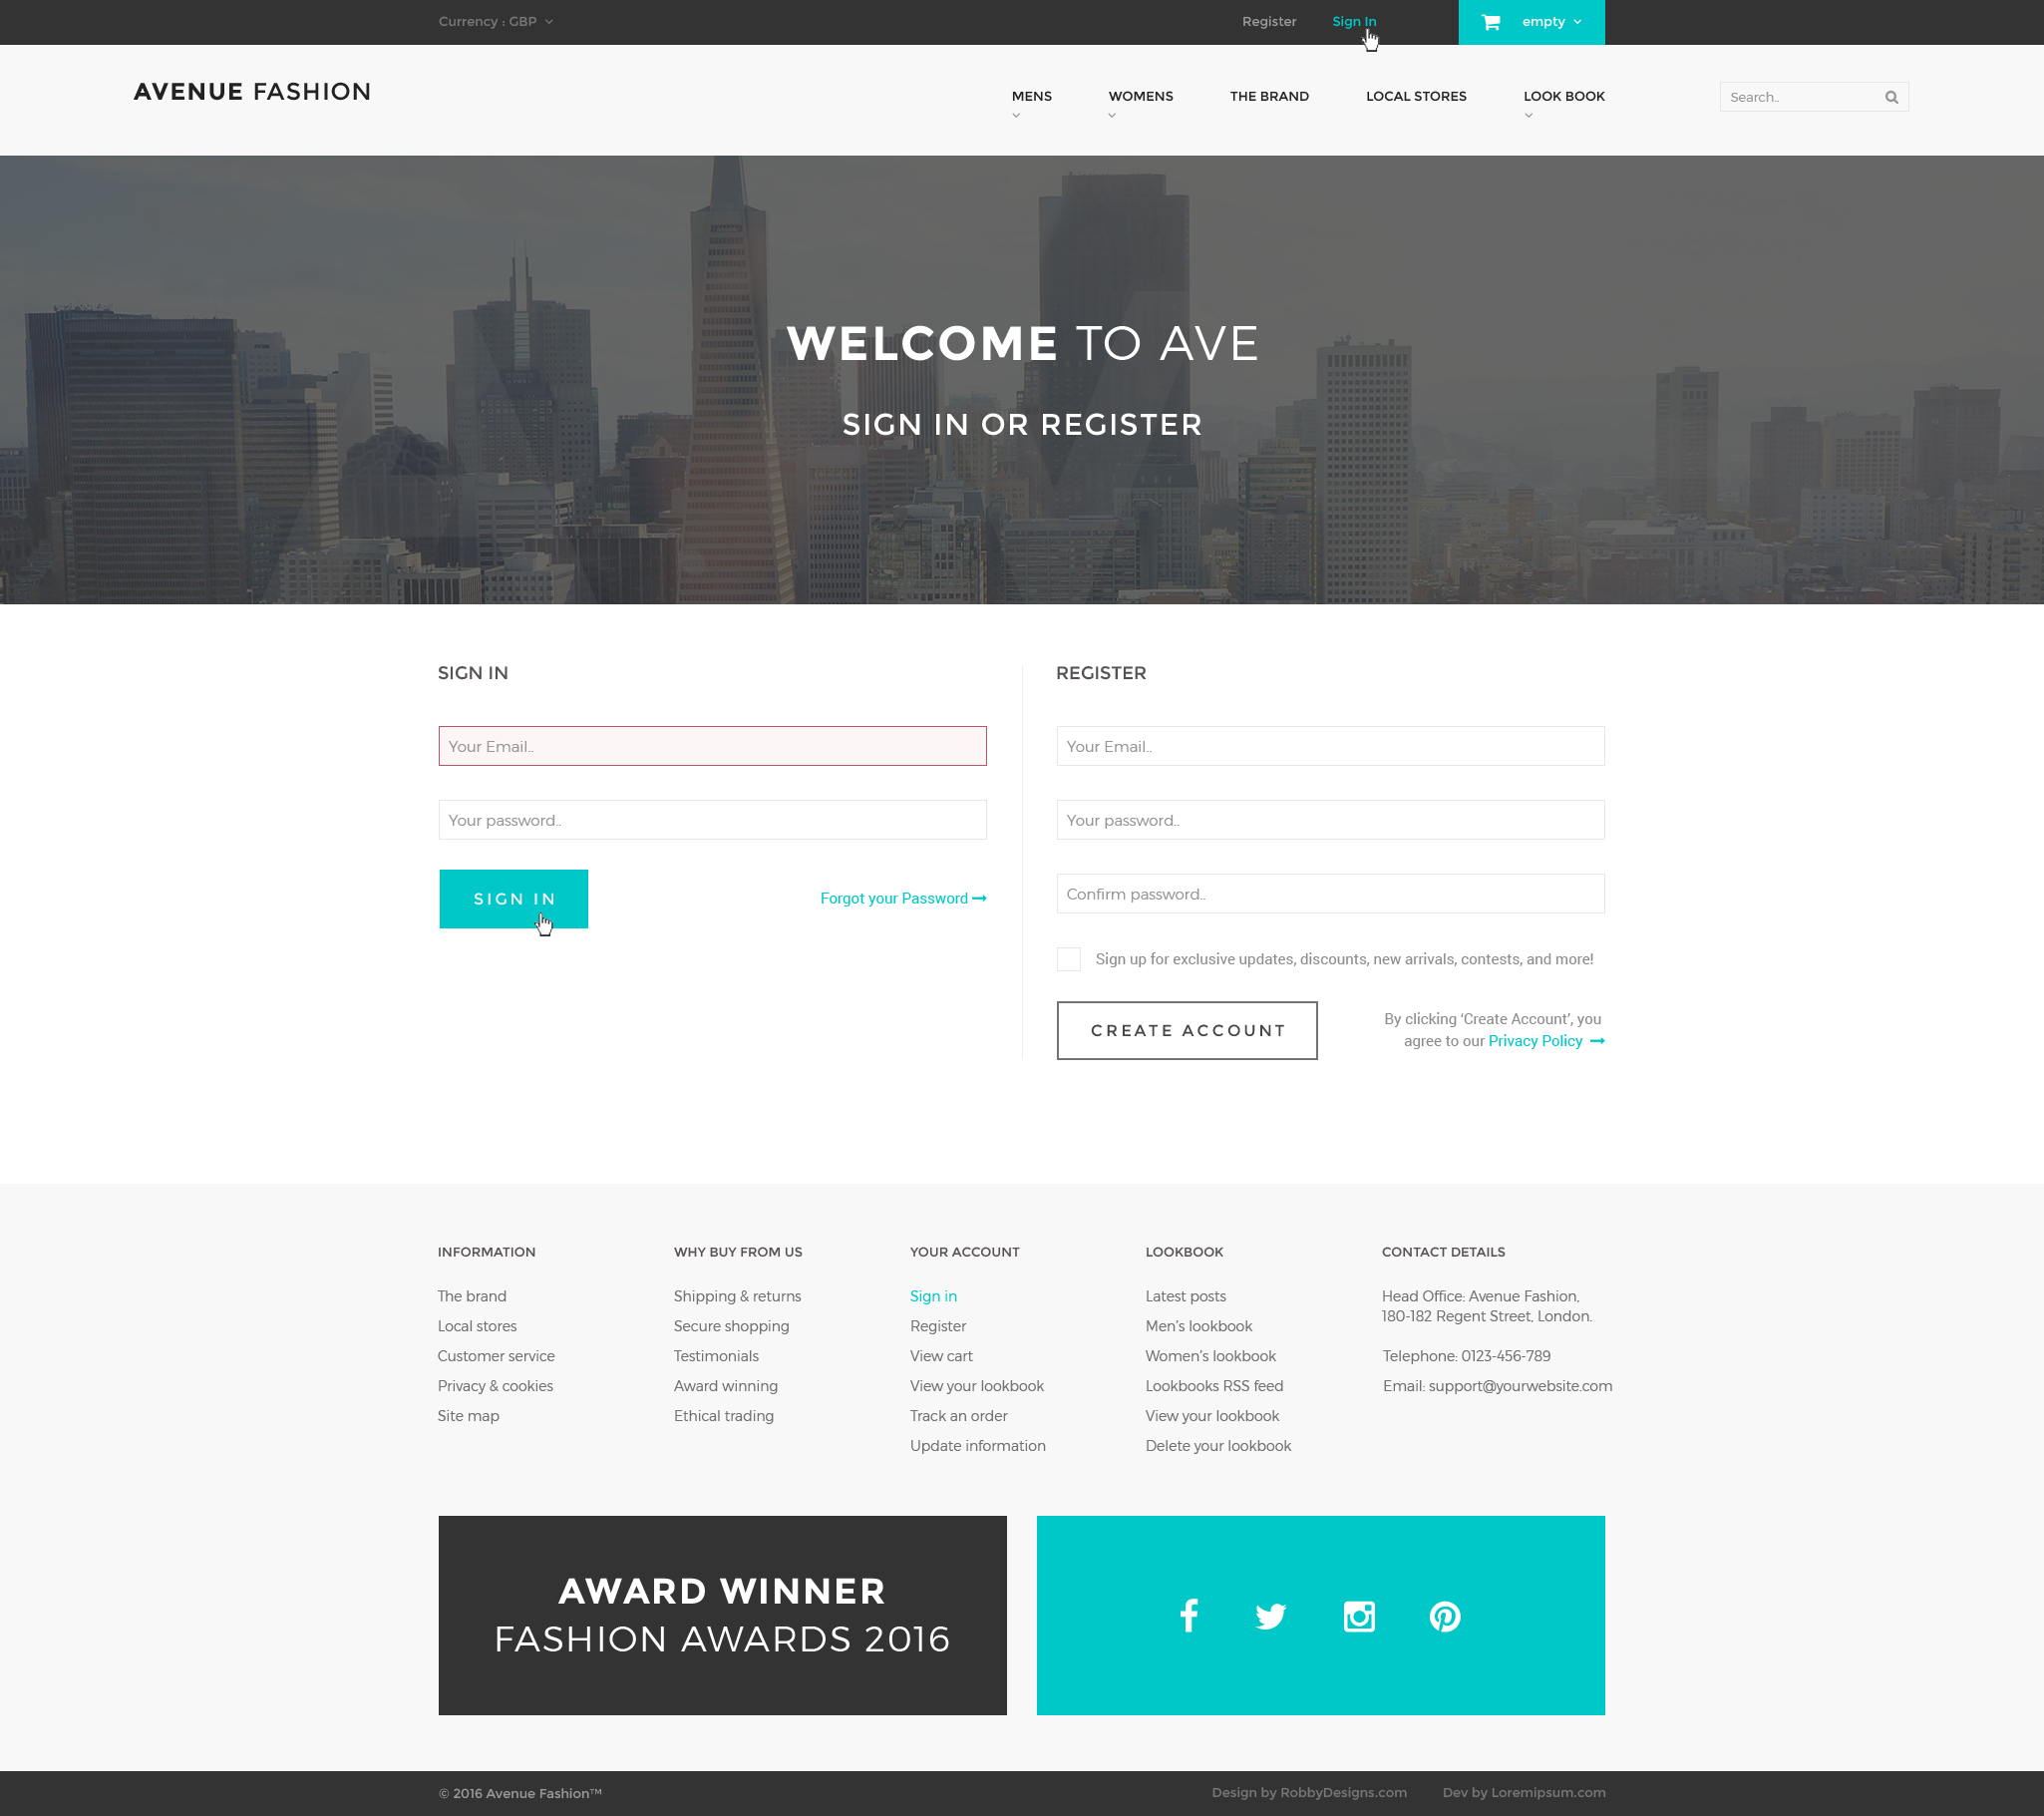 Currency : GBP
Register
Sign In
empty
AVENUE FASHION
MENS
WOMENS
THE BRAND
LOCAL STORES
LOOK BOOK
Search..
WELCOME TO AVE
SIGN IN OR REGISTER
SIGN IN
Your Email..
Your password..
SIGN IN
Forgot your Password
REGISTER
Your Email..
Your password..
Confirm password..
Sign up for exclusive updates, discounts, new arrivals, contests, and more!
CREATE ACCOUNT
By clicking ‘Create Account’, you
agree to our Privacy Policy
INFORMATION
The brand
Local stores
Customer service
Privacy & cookies
Site map
WHY BUY FROM US
Shipping & returns
Secure shopping
Testimonials
Award winning
Ethical trading
YOUR ACCOUNT
Sign in
Register
View cart
View your lookbook
Track an order
Update information
LOOKBOOK
Latest posts
Men’s lookbook
Women’s lookbook
Lookbooks RSS feed
View your lookbook
Delete your lookbook
CONTACT DETAILS
Head Office: Avenue Fashion,
180-182 Regent Street, London.
Telephone: 0123-456-789
Email: support@yourwebsite.com
AWARD WINNER
FASHION AWARDS 2016
© 2016 Avenue Fashion™
Design by RobbyDesigns.com
Dev by Loremipsum.com